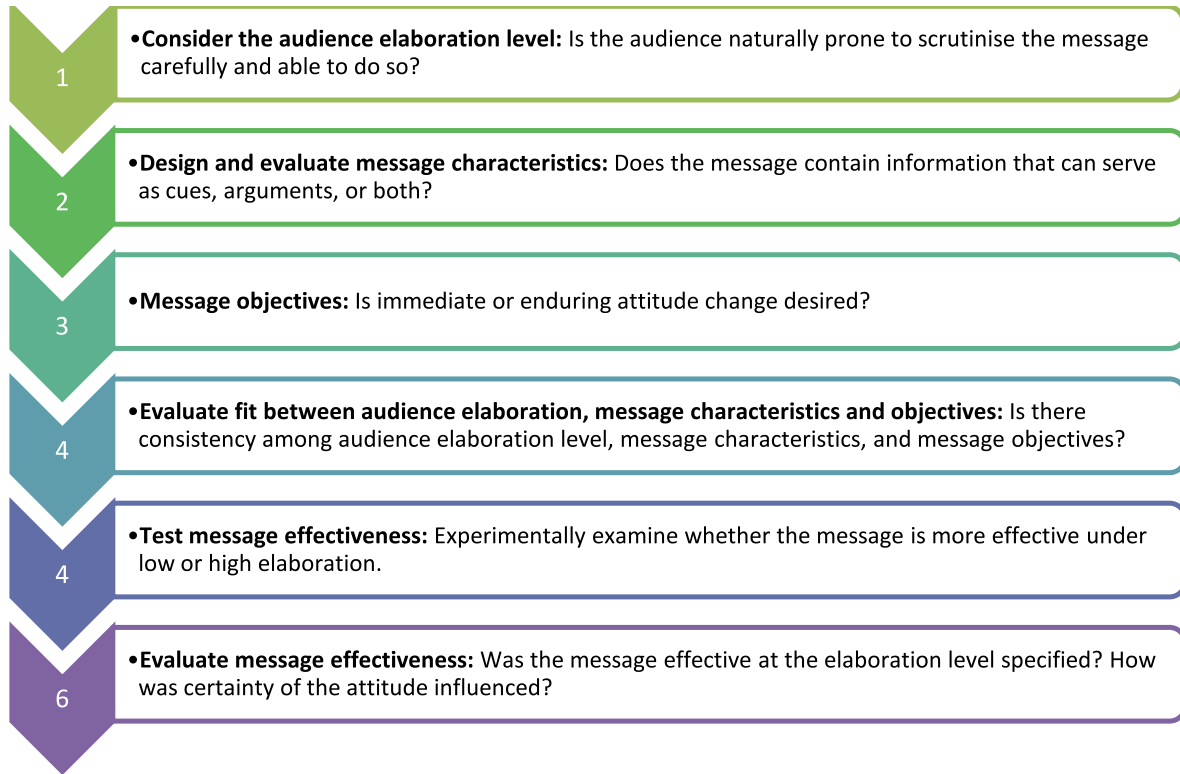 1
•Consider the audience elaboration level: Is the audience naturally prone to scrutinise the message
carefully and able to do so?
2
•Design and evaluate message characteristics: Does the message contain information that can serve
as cues, arguments, or both?
3
•Message objectives: Is immediate or enduring attitude change desired?
4
•Evaluate fit between audience elaboration, message characteristics and objectives: Is there
consistency among audience elaboration level, message characteristics, and message objectives?
4
•Test message effectiveness: Experimentally examine whether the message is more effective under
low or high elaboration.
6
•Evaluate message effectiveness: Was the message effective at the elaboration level specified? How
was certainty of the attitude influenced?